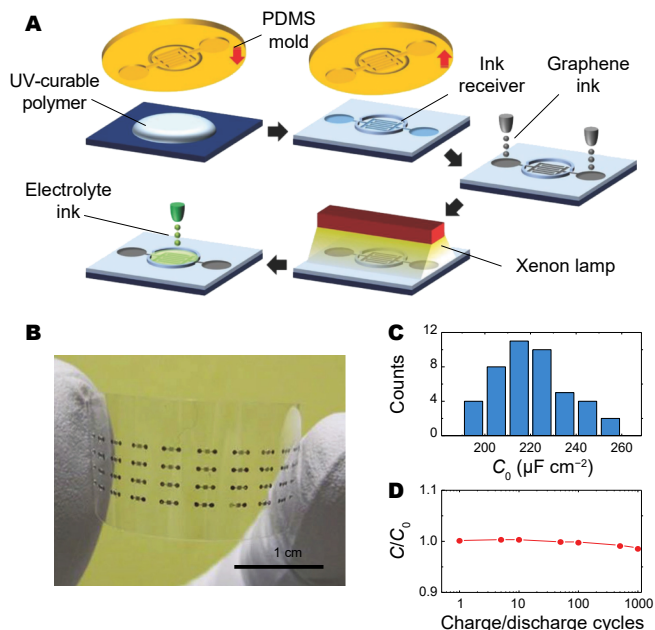 A
PDMS
mold
UV-curable
polymer
Ink
receiver
Graphene
ink
Electrolyte
ink
Xenon lamp
B
1 cm
C
Counts
12
8
4
0
200 220 240 260
C₀ (µF cm⁻²)
D
C/C₀
1.1
1.0
0.9
1 10 100 1000
Charge/discharge cycles